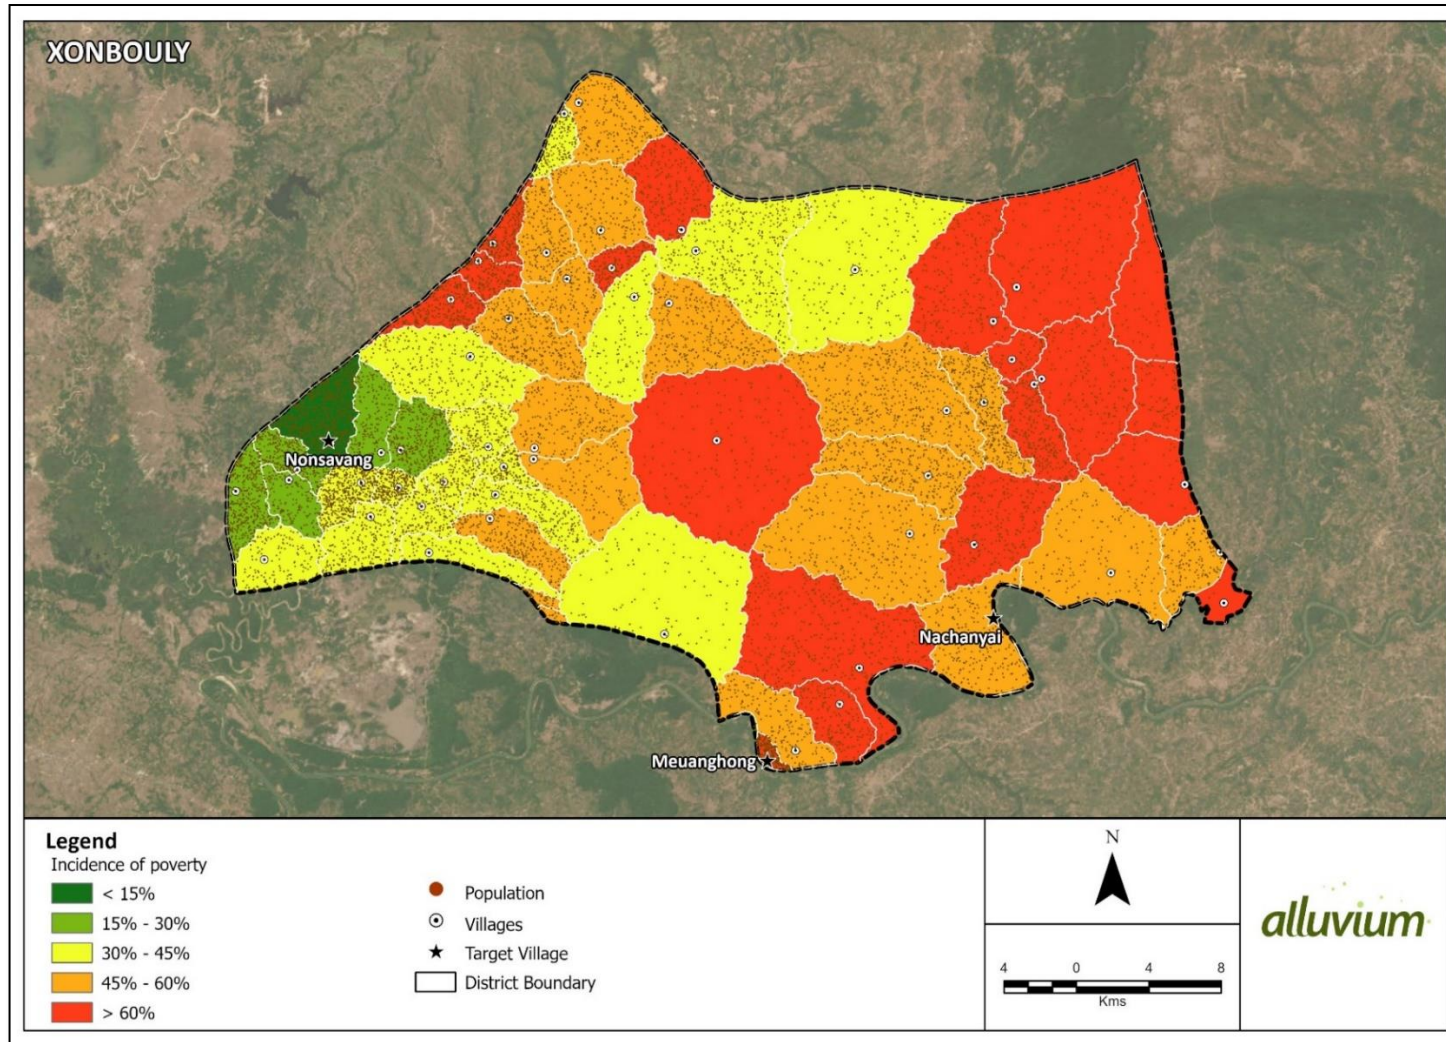 XONBOULY
Nonsavang
Nachanyai
Meuanghong
Legend
Incidence of poverty
< 15%
15% - 30%
30% - 45%
45% - 60%
> 60%
Population
Villages
Target Village
District Boundary
N
4 0 4 8
Kms
alluvium